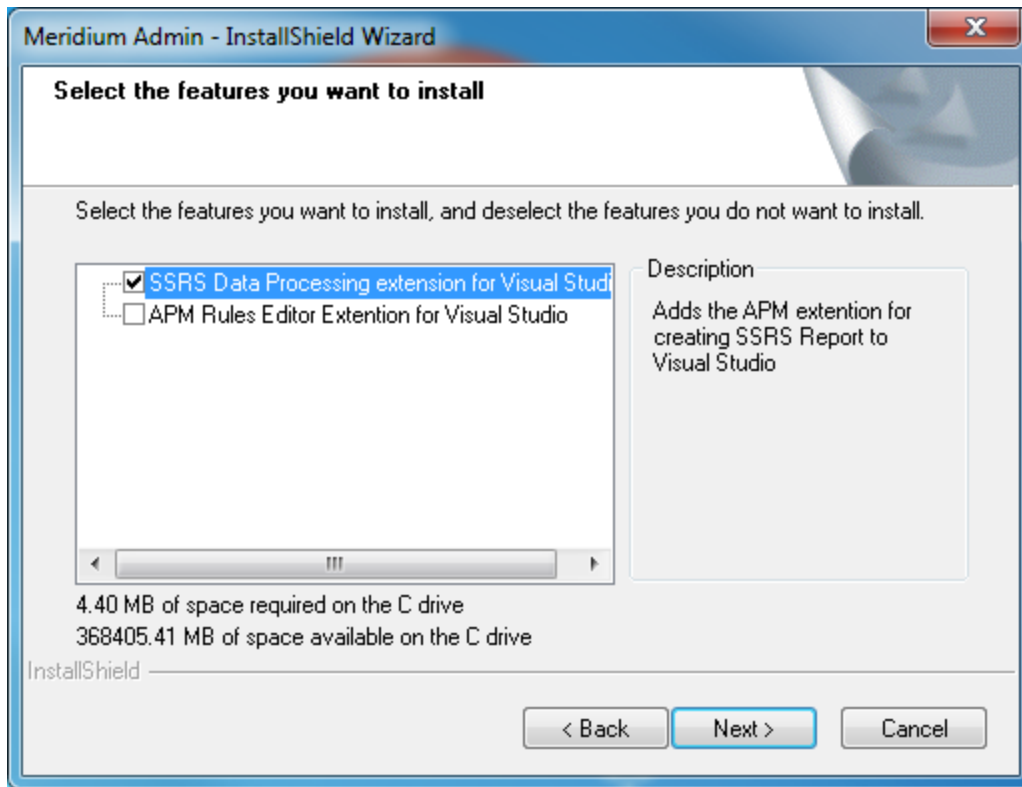 Meridium Admin - InstallShield Wizard
Select the features you want to install
Select the features you want to install, and deselect the features you do not want to install.
SSRS Data Processing extension for Visual Studi
APM Rules Editor Extention for Visual Studio
Description
Adds the APM extention for
creating SSRS Report to
Visual Studio
4.40 MB of space required on the C drive
368405.41 MB of space available on the C drive
InstallShield
< Back
Next >
Cancel